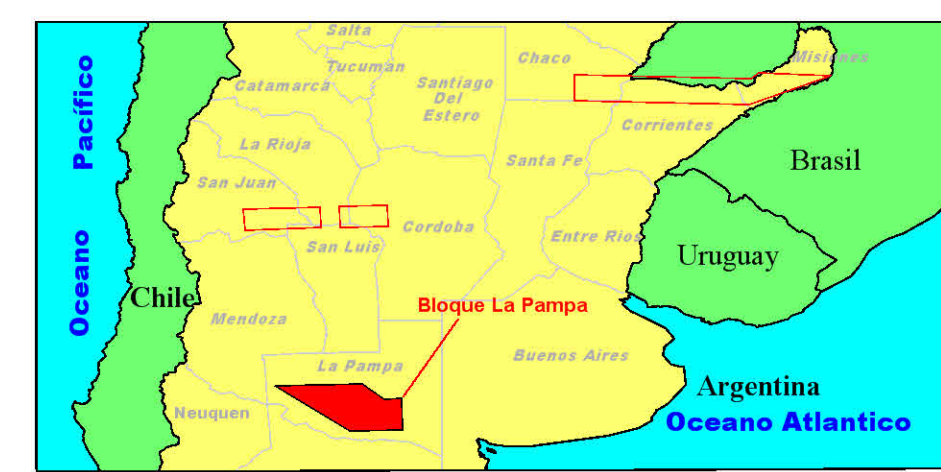 Salta
Pacífico
Chaco
Misiones
Tucumán
Catamarca
Santiago
Del
Estero
Corrientes
La Rioja
Santa Fe
Brasil
San Juan
Oceano
Cordoba
Entre Rios
San Luis
Uruguay
Chile
Bloque La Pampa
Mendoza
Buenos Aires
La Pampa
Argentina
Neuquen
Oceano Atlantico